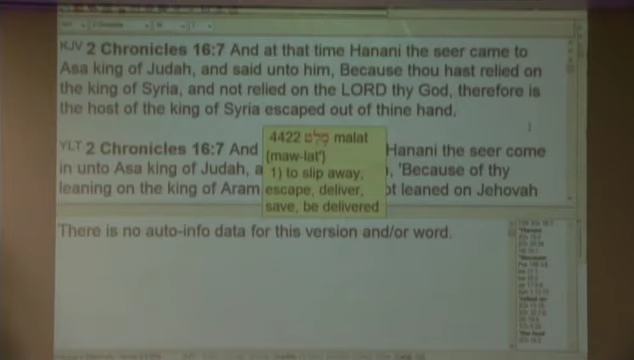 KJV 2 Chronicles 16:7 And at that time Hanani the seer came to
Asa king of Judah, and said unto him, Because thou hast relied on
the king of Syria, and not relied on the LORD thy God, therefore is
the host of the king of Syria escaped out of thine hand.
YLT 2 Chronicles 16:7 And
Hanani the seer come
in unto Asa king of Judah, a
, 'Because of thy
leaning on the king of Aram
ot leaned on Jehovah
4422 מָלַט malat
(maw-lat')
1) to slip away,
escape, deliver,
save, be delivered
There is no auto-info data for this version and/or word.